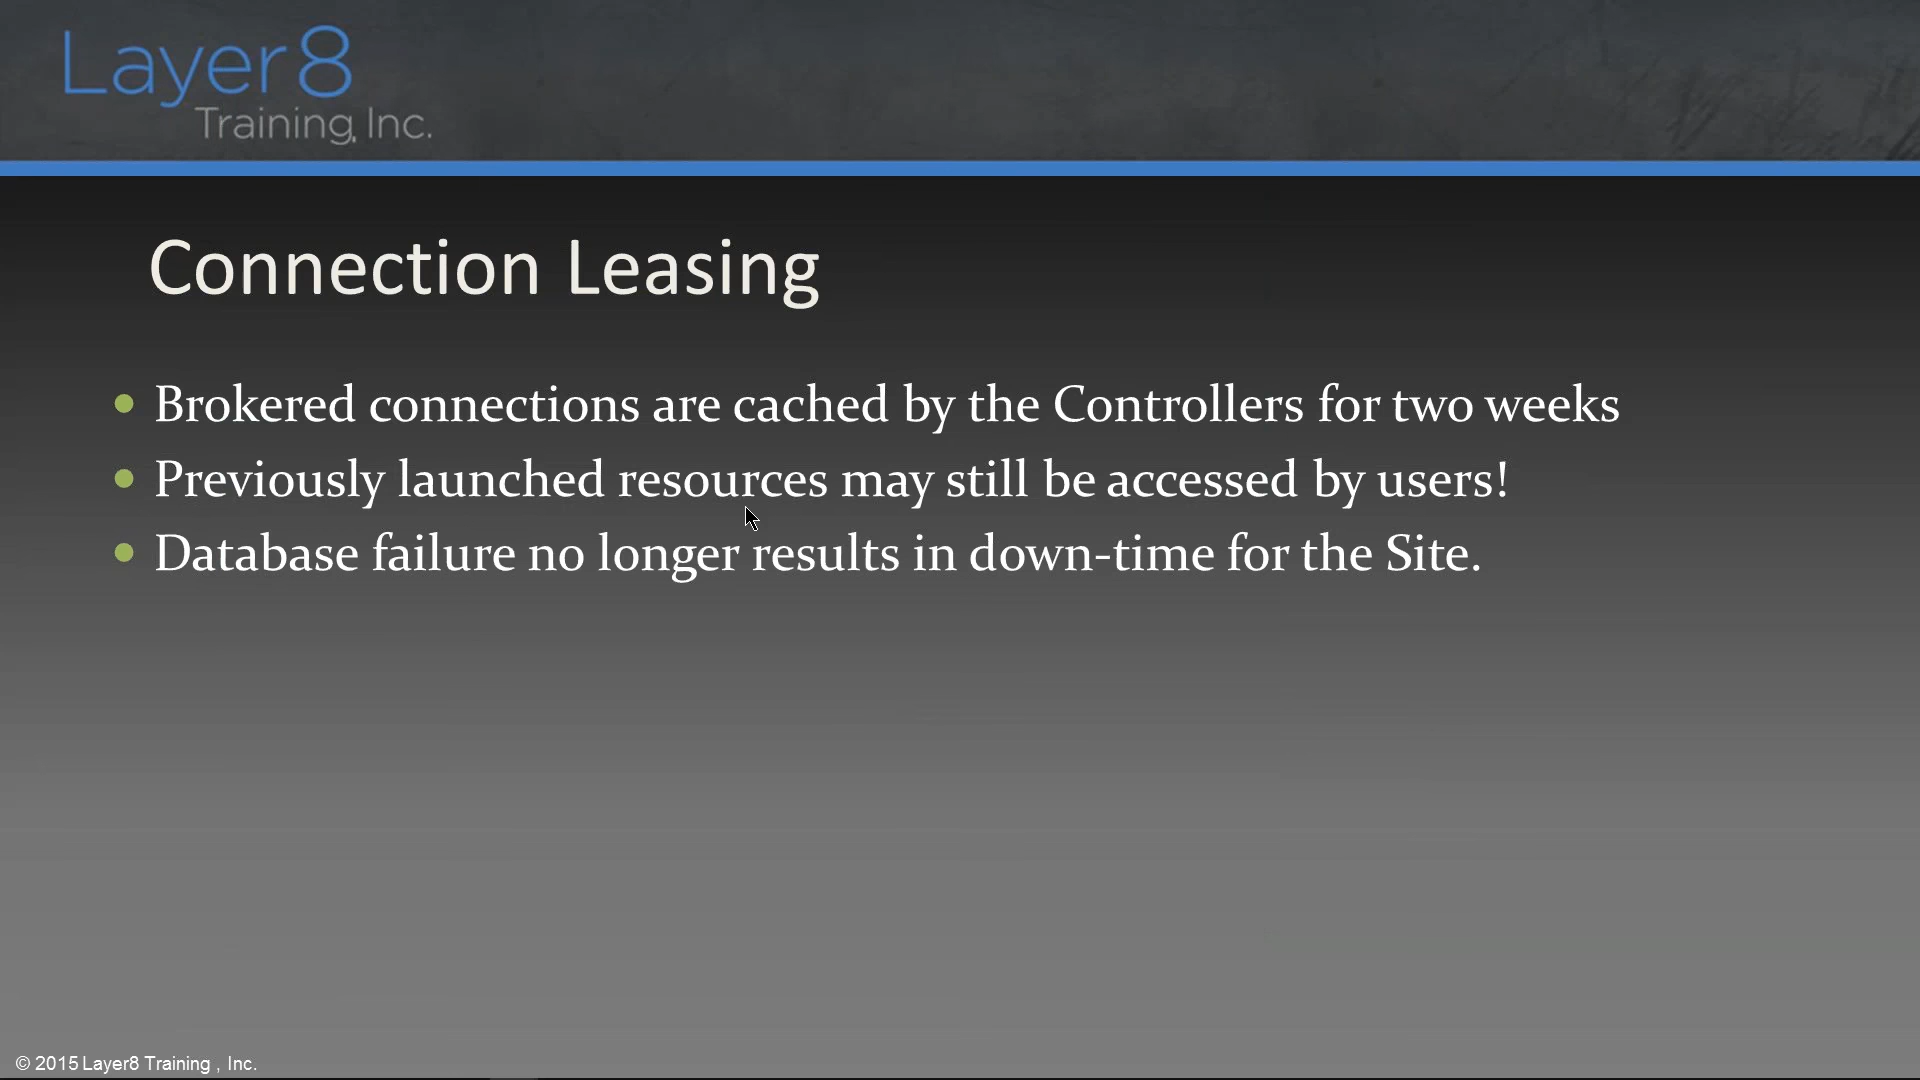 Layer8
Training, Inc.
Connection Leasing
• Brokered connections are cached by the Controllers for two weeks
• Previously launched resources may still be accessed by users!
• Database failure no longer results in down-time for the Site.
© 2015 Layer8 Training , Inc.